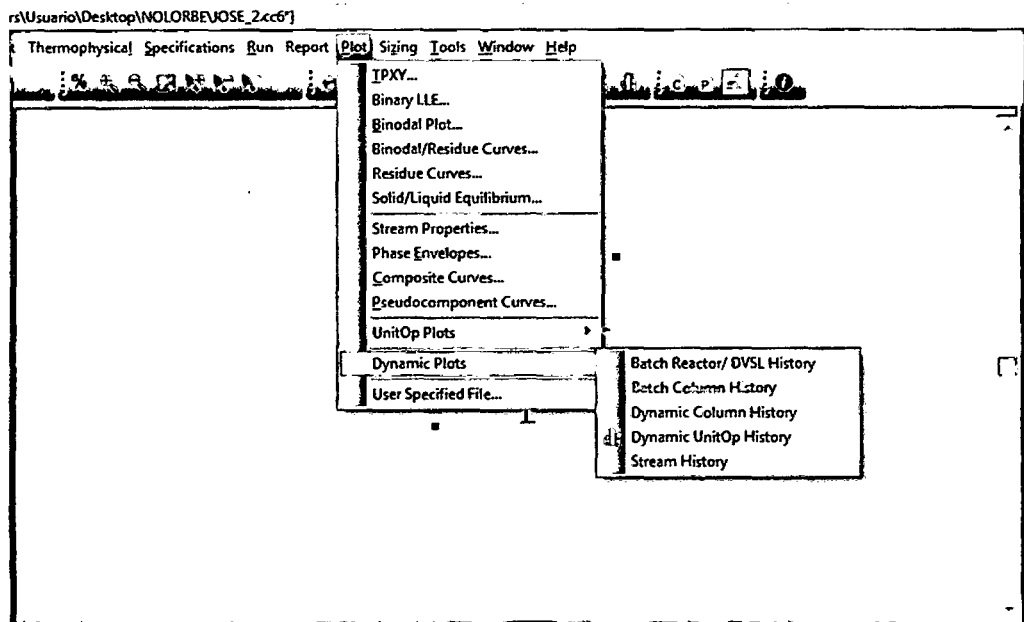 rs\Usuario\Desktop\NOLORBE\JOSE_2.cc6*]
t Thermophysical Specifications Run Report Plot Sizing Tools Window Help
%
C P
TPXY...
Binary LLE...
Binodal Plot...
Binodal/Residue Curves...
Residue Curves...
Solid/Liquid Equilibrium...
Stream Properties...
Phase Envelopes...
Composite Curves...
Pseudocomponent Curves...
UnitOp Plots
Dynamic Plots
User Specified File...
Batch Reactor/ DVSL History
Batch Column History
Dynamic Column History
Dynamic UnitOp History
Stream History